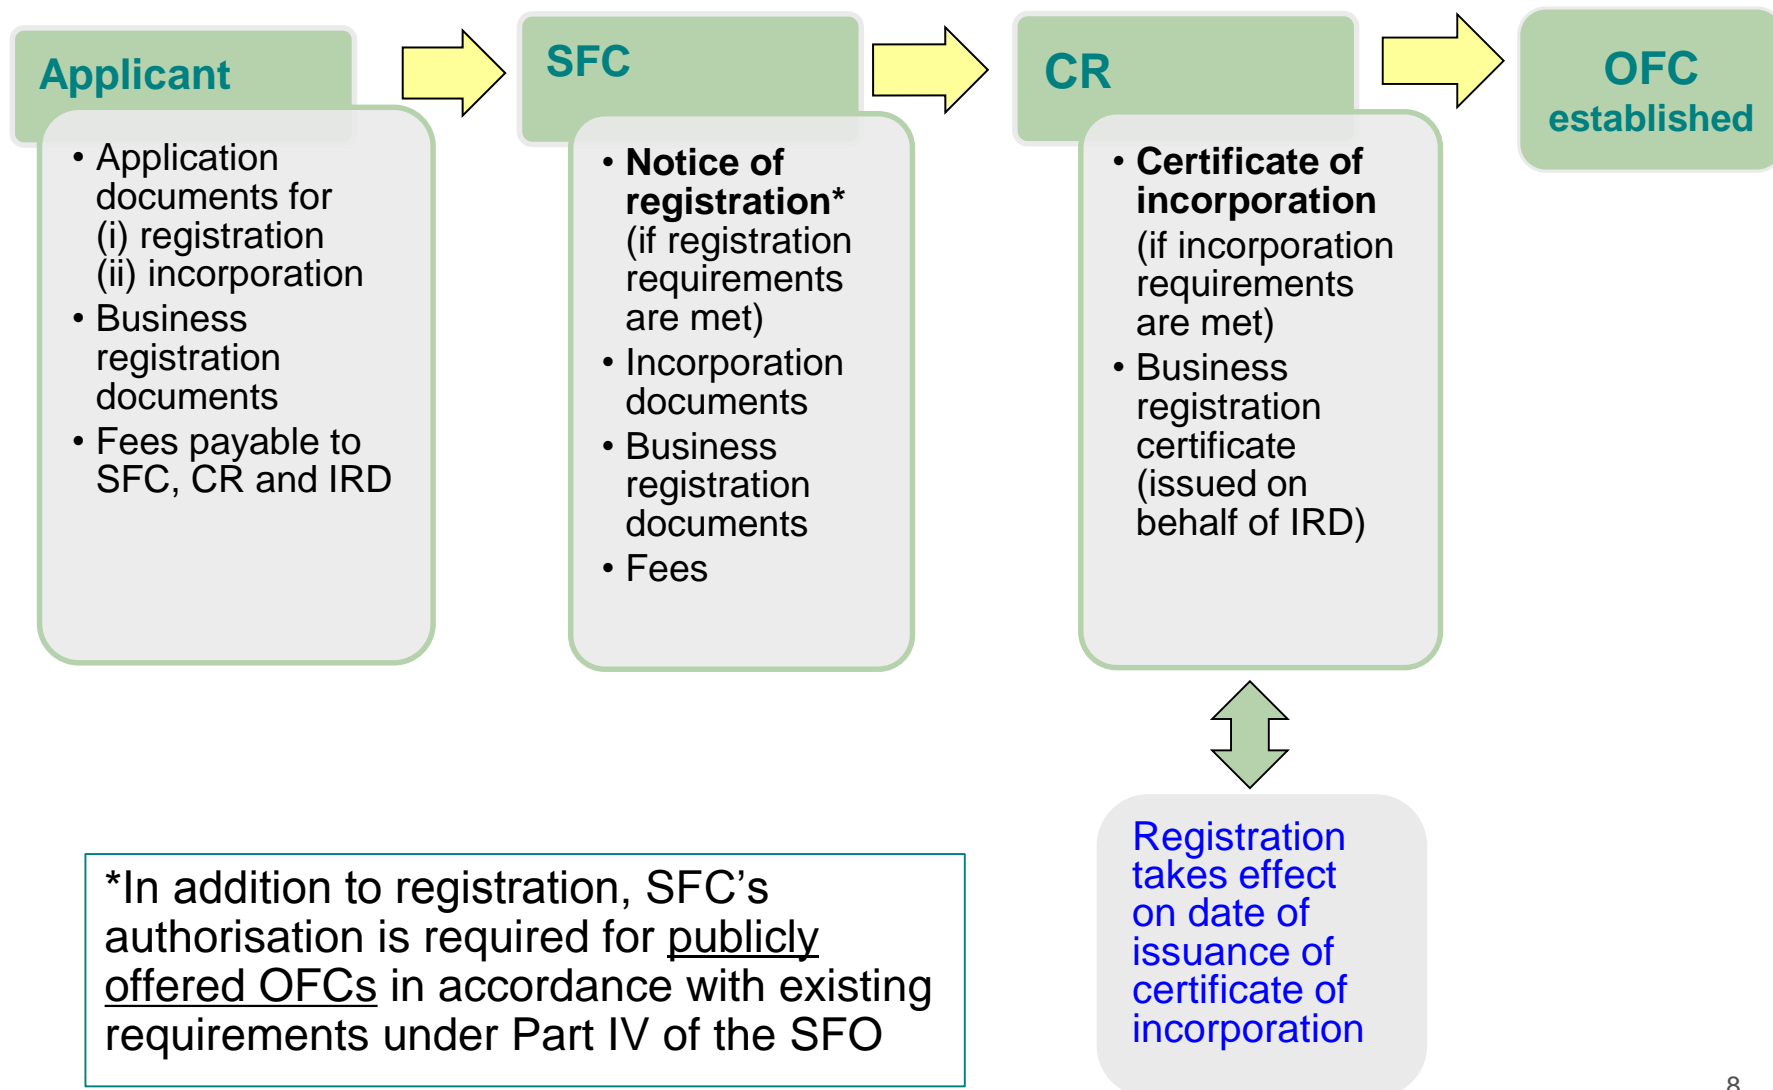 Applicant
• Application
documents for
(i) registration
(ii) incorporation
• Business
registration
documents
• Fees payable to
SFC, CR and IRD
SFC
• Notice of
registration*
(if registration
requirements
are met)
• Incorporation
documents
• Business
registration
documents
• Fees
CR
• Certificate of
incorporation
(if incorporation
requirements
are met)
• Business
registration
certificate
(issued on
behalf of IRD)
OFC
established
Registration
takes effect
on date of
issuance of
certificate of
incorporation
*In addition to registration, SFC’s
authorisation is required for publicly
offered OFCs in accordance with existing
requirements under Part IV of the SFO
8